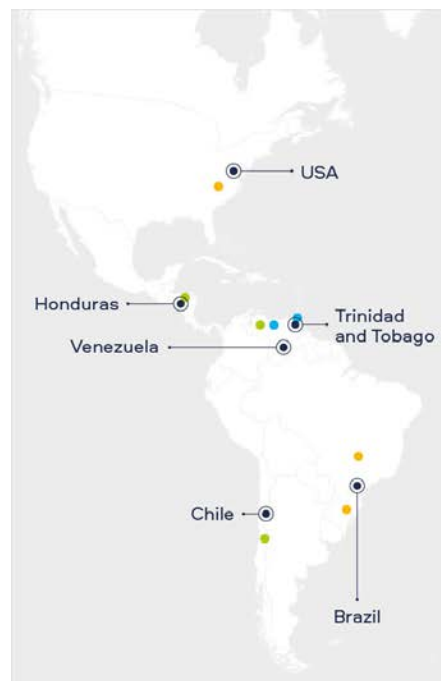 USA
Honduras
Trinidad
and Tobago
Venezuela
Chile
Brazil